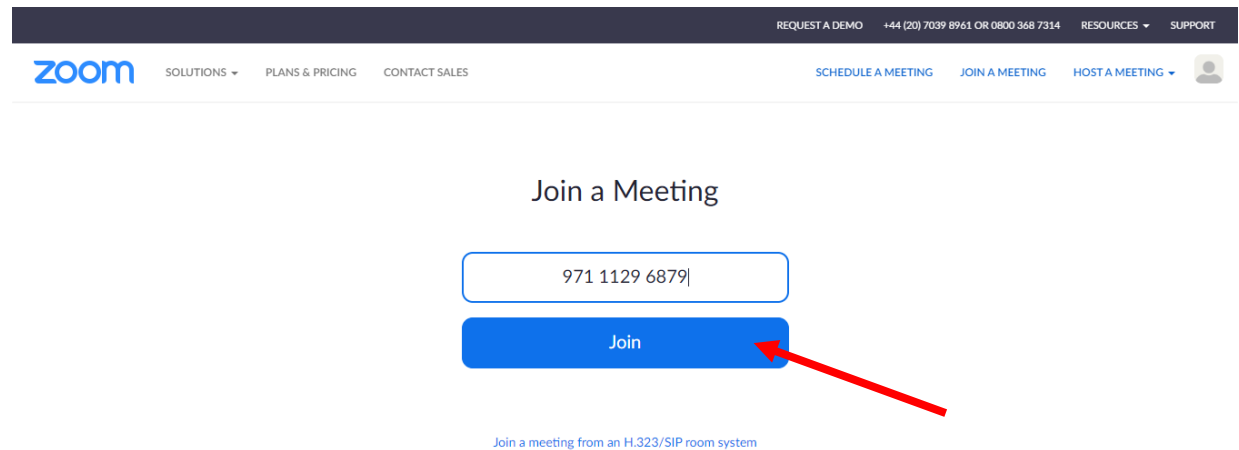 REQUEST A DEMO +44 (20) 7039 8961 OR 0800 368 7314 RESOURCES SUPPORT
zoom SOLUTIONS PLANS & PRICING CONTACT SALES SCHEDULE A MEETING JOIN A MEETING HOST A MEETING
Join a Meeting
971 1129 6879
Join
Join a meeting from an H.323/SIP room system